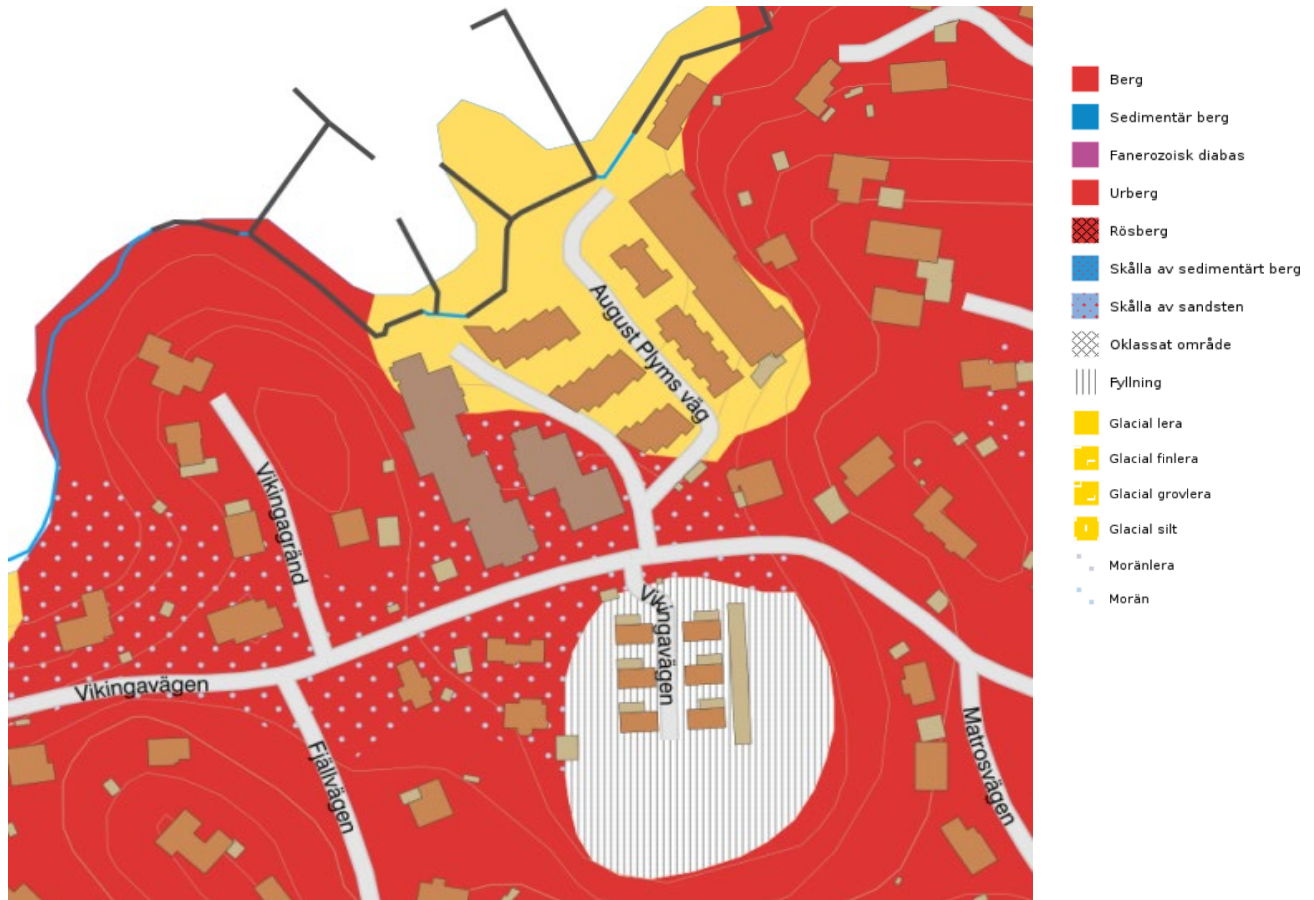 August Plyms väg
Vikingagränd
Vikingavägen
Vikingavägen
Fjällvägen
Matrosvägen
Berg
Sedimentär berg
Fanerozoisk diabas
Urberg
Rösberg
Skålla av sedimentärt berg
Skålla av sandsten
Oklassat område
Fyllning
Glacial lera
Glacial finlera
Glacial grovlera
Glacial silt
Moränlera
Morän